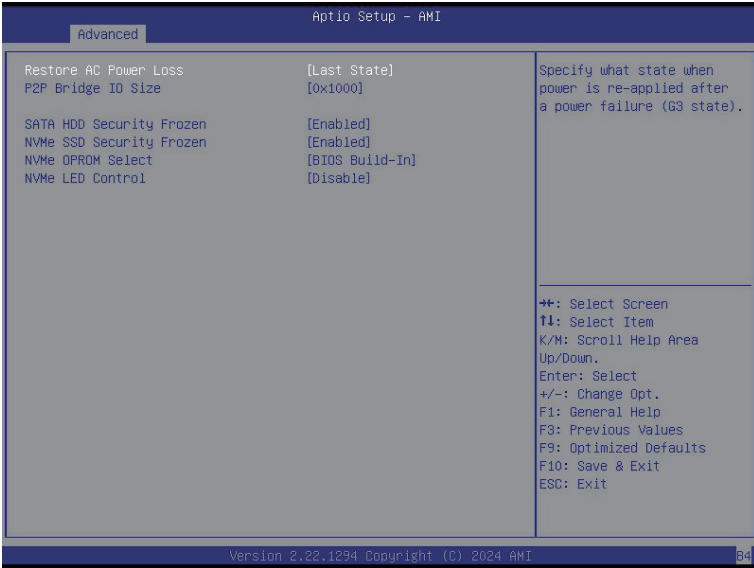 Aptio Setup – AMI
Advanced
Restore AC Power Loss [Last State]
P2P Bridge IO Size [0x1000]
SATA HDD Security Frozen [Enabled]
NVMe SSD Security Frozen [Enabled]
NVMe OPROM Select [BIOS Build-In]
NVMe LED Control [Disable]
Specify what state when
power is re-applied after
a power failure (G3 state).
→←: Select Screen
↑↓: Select Item
K/M: Scroll Help Area
Up/Down.
Enter: Select
+/-: Change Opt.
F1: General Help
F3: Previous Values
F9: Optimized Defaults
F10: Save & Exit
ESC: Exit
Version 2.22.1294 Copyright (C) 2024 AMI
B4